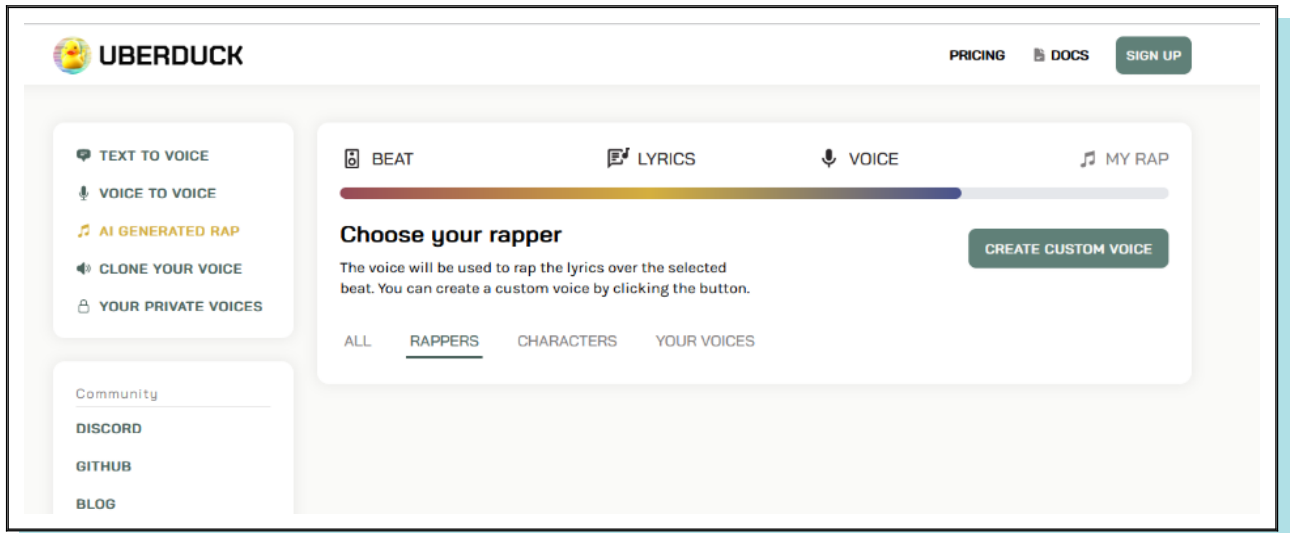 UBERDUCK
PRICING
DOCS
SIGN UP
TEXT TO VOICE
VOICE TO VOICE
AI GENERATED RAP
CLONE YOUR VOICE
YOUR PRIVATE VOICES
Community
DISCORD
GITHUB
BLOG
BEAT
LYRICS
VOICE
MY RAP
Choose your rapper
The voice will be used to rap the lyrics over the selected
beat. You can create a custom voice by clicking the button.
CREATE CUSTOM VOICE
ALL
RAPPERS
CHARACTERS
YOUR VOICES